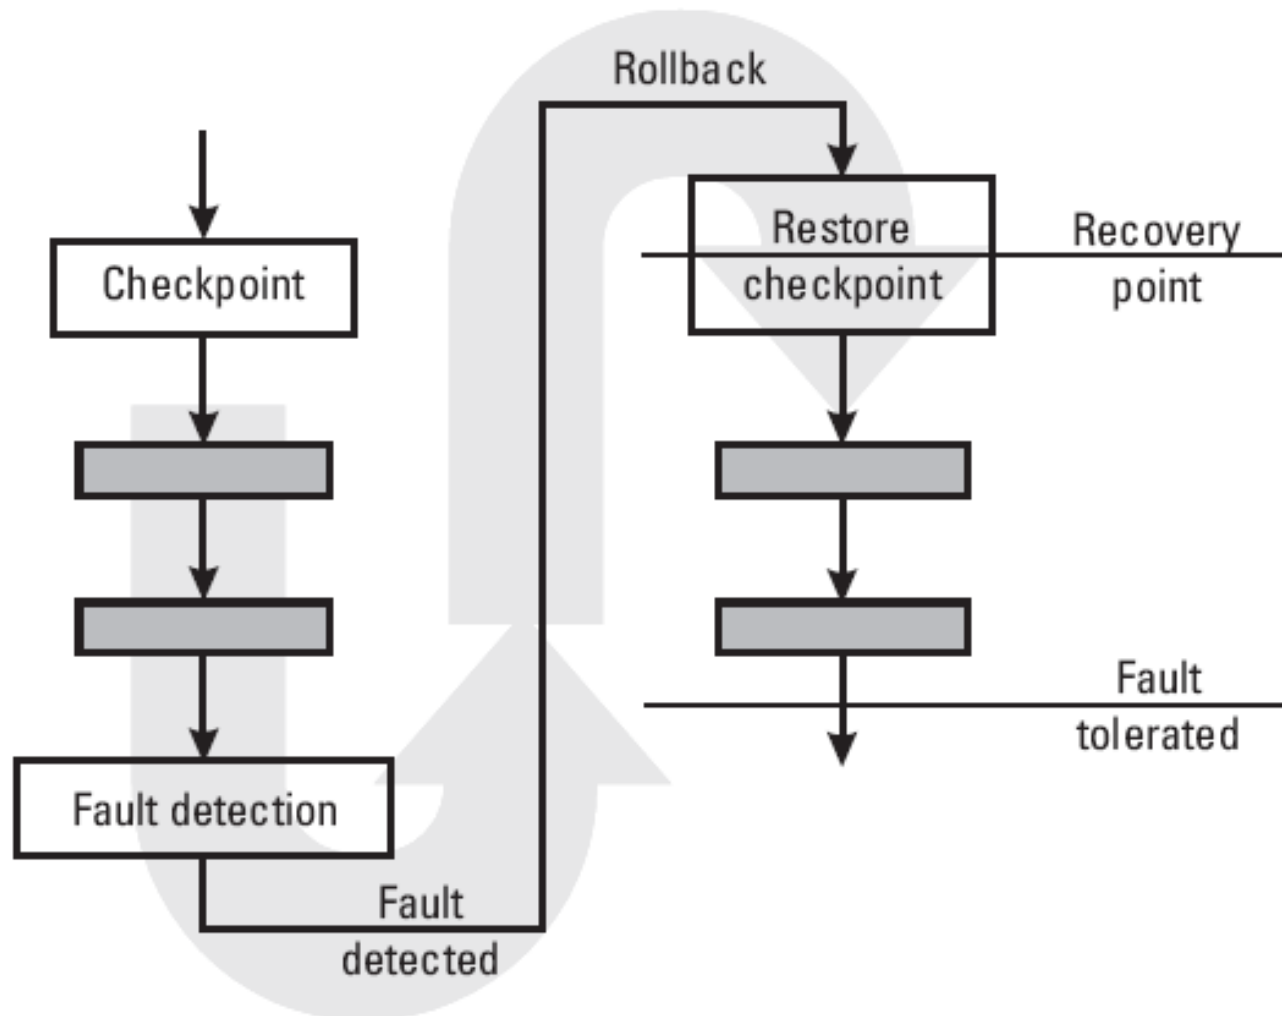 Rollback
Restore
checkpoint
Recovery
point
Checkpoint
Fault detection
Fault
detected
Fault
tolerated